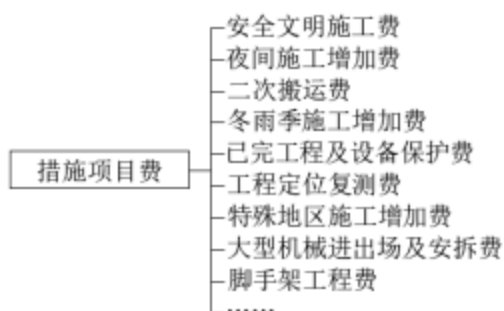 措施项目费
安全文明施工费
夜间施工增加费
二次搬运费
冬雨季施工增加费
已完工程及设备保护费
工程定位复测费
特殊地区施工增加费
大型机械进出场及安拆费
脚手架工程费
……